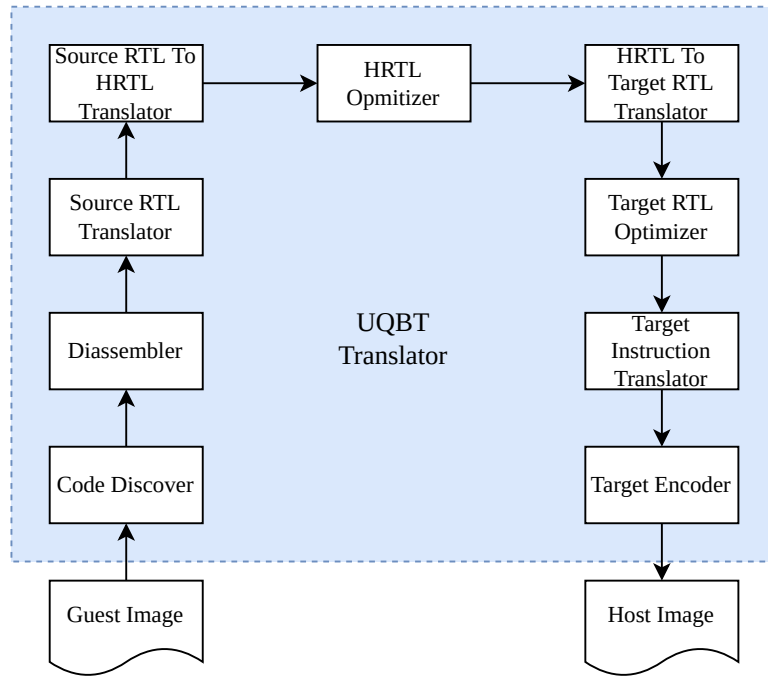 Source RTL To
HRTL
Translator
HRTL
Opmitizer
HRTL To
Target RTL
Translator
Source RTL
Translator
Target RTL
Optimizer
UQBT
Translator
Diassembler
Target
Instruction
Translator
Code Discover
Target Encoder
Guest Image
Host Image